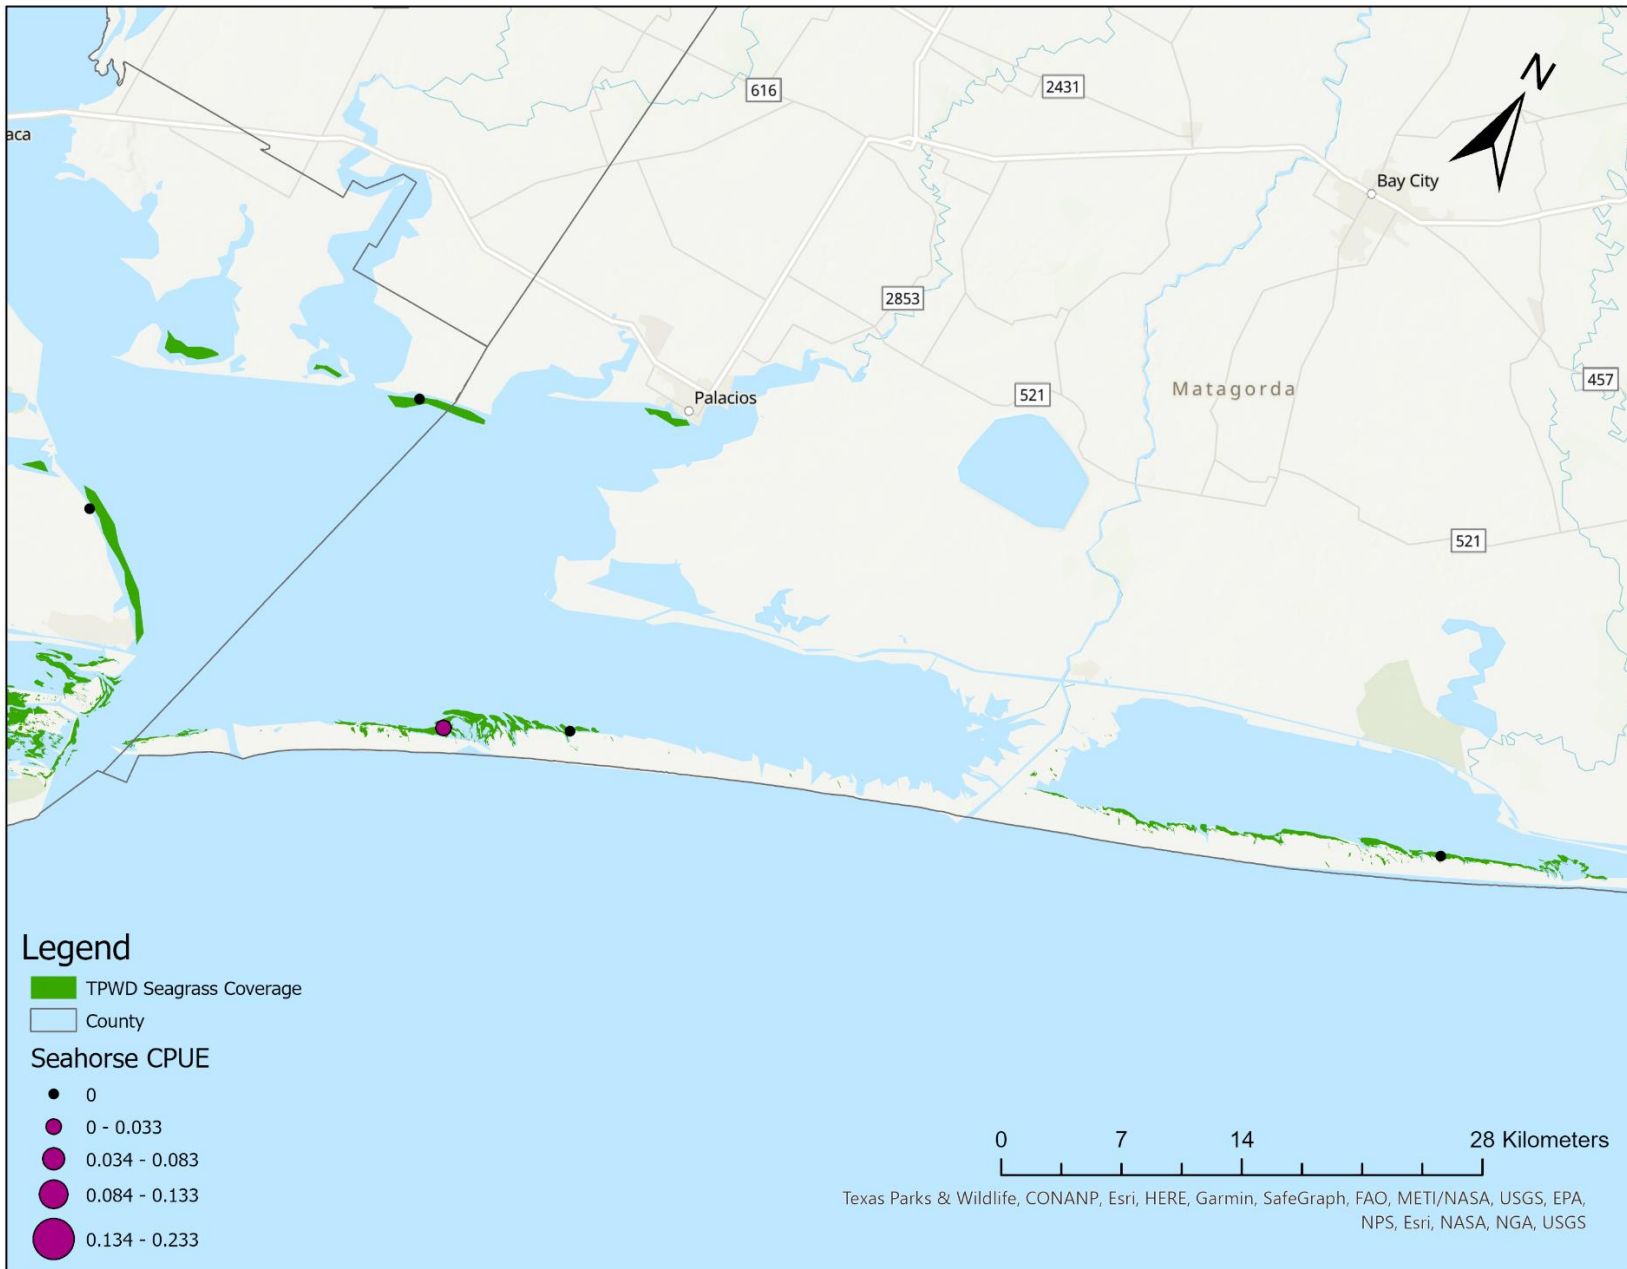 N
616
2431
aca
Bay City
2853
457
521
Matagorda
Palacios
521
Legend
TPWD Seagrass Coverage
County
Seahorse CPUE
0
0 - 0.033
0.034 - 0.083
0.084 - 0.133
0.134 - 0.233
0 7 14 28 Kilometers
Texas Parks & Wildlife, CONANP, Esri, HERE, Garmin, SafeGraph, FAO, METI/NASA, USGS, EPA,
NPS, Esri, NASA, NGA, USGS